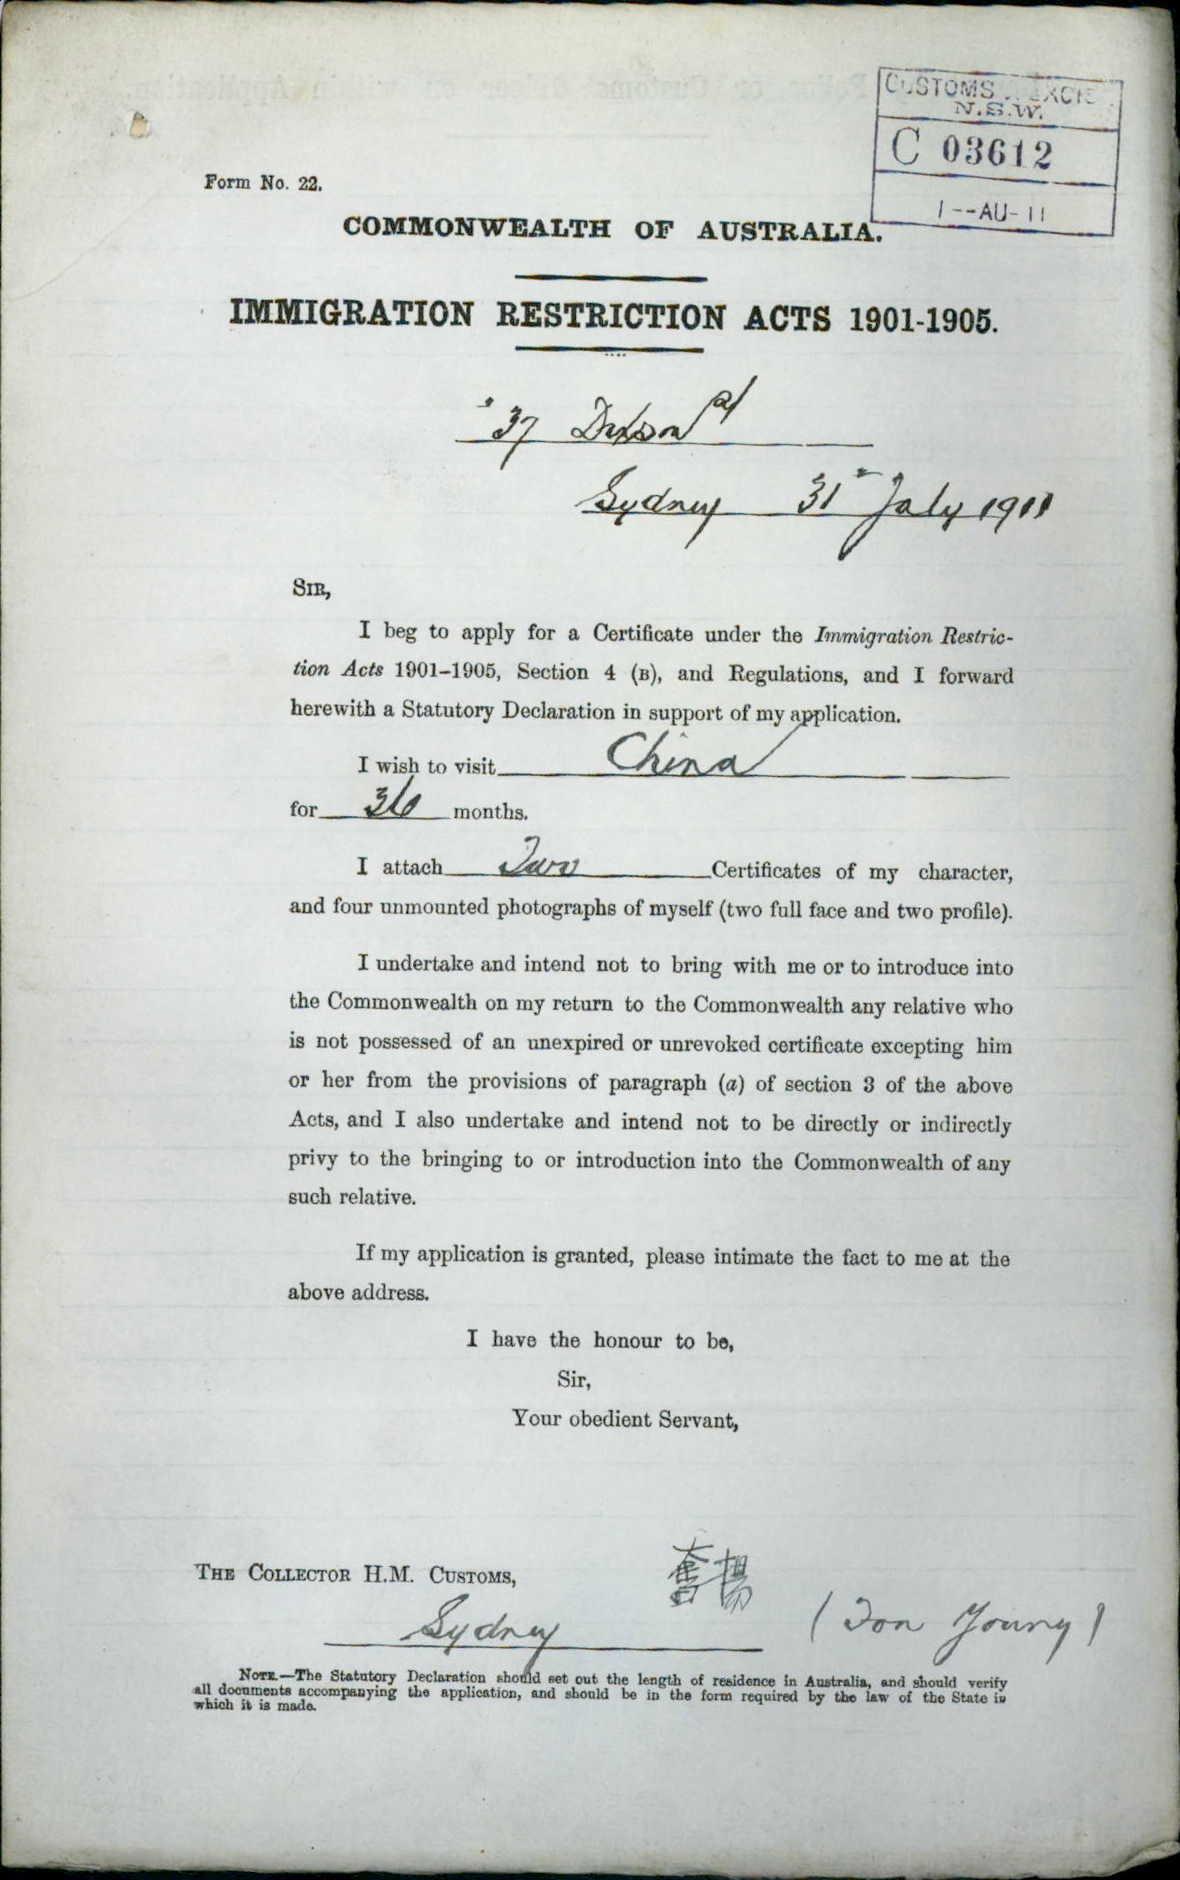 CUSTOMS & EXCISE
N.S.W.
C 03612
1--AU-11
Form No. 22.
COMMONWEALTH OF AUSTRALIA.
IMMIGRATION RESTRICTION ACTS 1901-1905.
37 Dixson St
Sydney 31st July 1911
SIR,
I beg to apply for a Certificate under the Immigration Restric-
tion Acts 1901-1905, Section 4 (B), and Regulations, and I forward
herewith a Statutory Declaration in support of my application.
I wish to visit China
for 36 months.
I attach Two Certificates of my character,
and four unmounted photographs of myself (two full face and two profile).
I undertake and intend not to bring with me or to introduce into
the Commonwealth on my return to the Commonwealth any relative who
is not possessed of an unexpired or unrevoked certificate excepting him
or her from the provisions of paragraph (a) of section 3 of the above
Acts, and I also undertake and intend not to be directly or indirectly
privy to the bringing to or introduction into the Commonwealth of any
such relative.
If my application is granted, please intimate the fact to me at the
above address.
I have the honour to be,
Sir,
Your obedient Servant,
THE COLLECTOR H.M. CUSTOMS,
奮揚
Sydney (Fon Young)
NOTE.—The Statutory Declaration should set out the length of residence in Australia, and should verify
all documents accompanying the application, and should be in the form required by the law of the State in
which it is made.